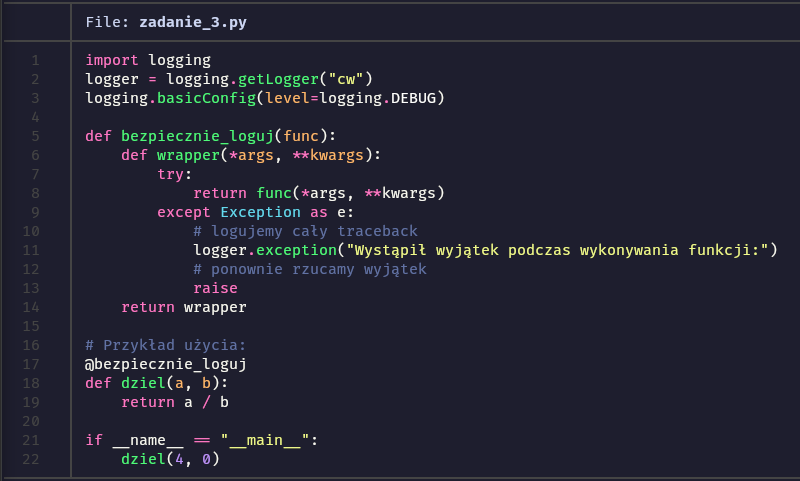 File: zadanie_3.py
1 import logging
2 logger = logging.getLogger("cw")
3 logging.basicConfig(level=logging.DEBUG)
4
5 def bezpiecznie_loguj(func):
6     def wrapper(*args, **kwargs):
7         try:
8             return func(*args, **kwargs)
9         except Exception as e:
10             # logujemy cały traceback
11             logger.exception("Wystąpił wyjątek podczas wykonywania funkcji:")
12             # ponownie rzucamy wyjątek
13             raise
14     return wrapper
15
16 # Przykład użycia:
17 @bezpiecznie_loguj
18 def dziel(a, b):
19     return a / b
20
21 if __name__ == "__main__":
22     dziel(4, 0)